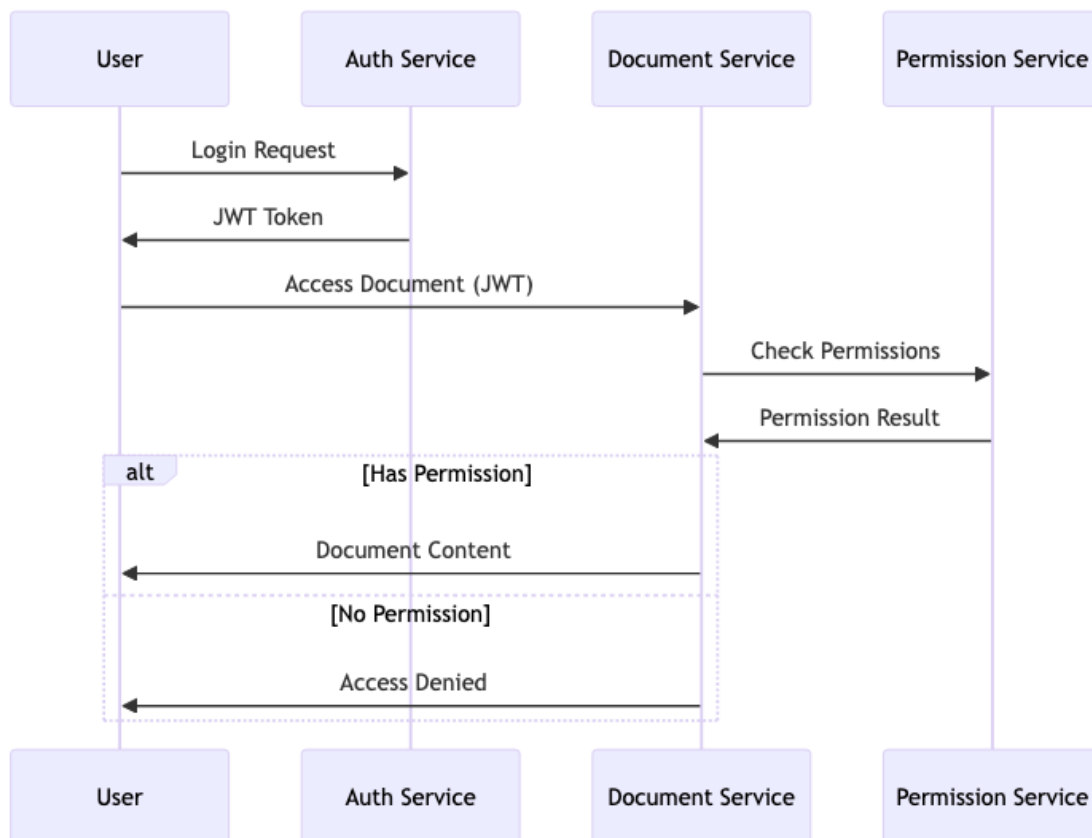 User
Auth Service
Document Service
Permission Service
Login Request
JWT Token
Access Document (JWT)
Check Permissions
Permission Result
alt
[Has Permission]
Document Content
[No Permission]
Access Denied
User
Auth Service
Document Service
Permission Service